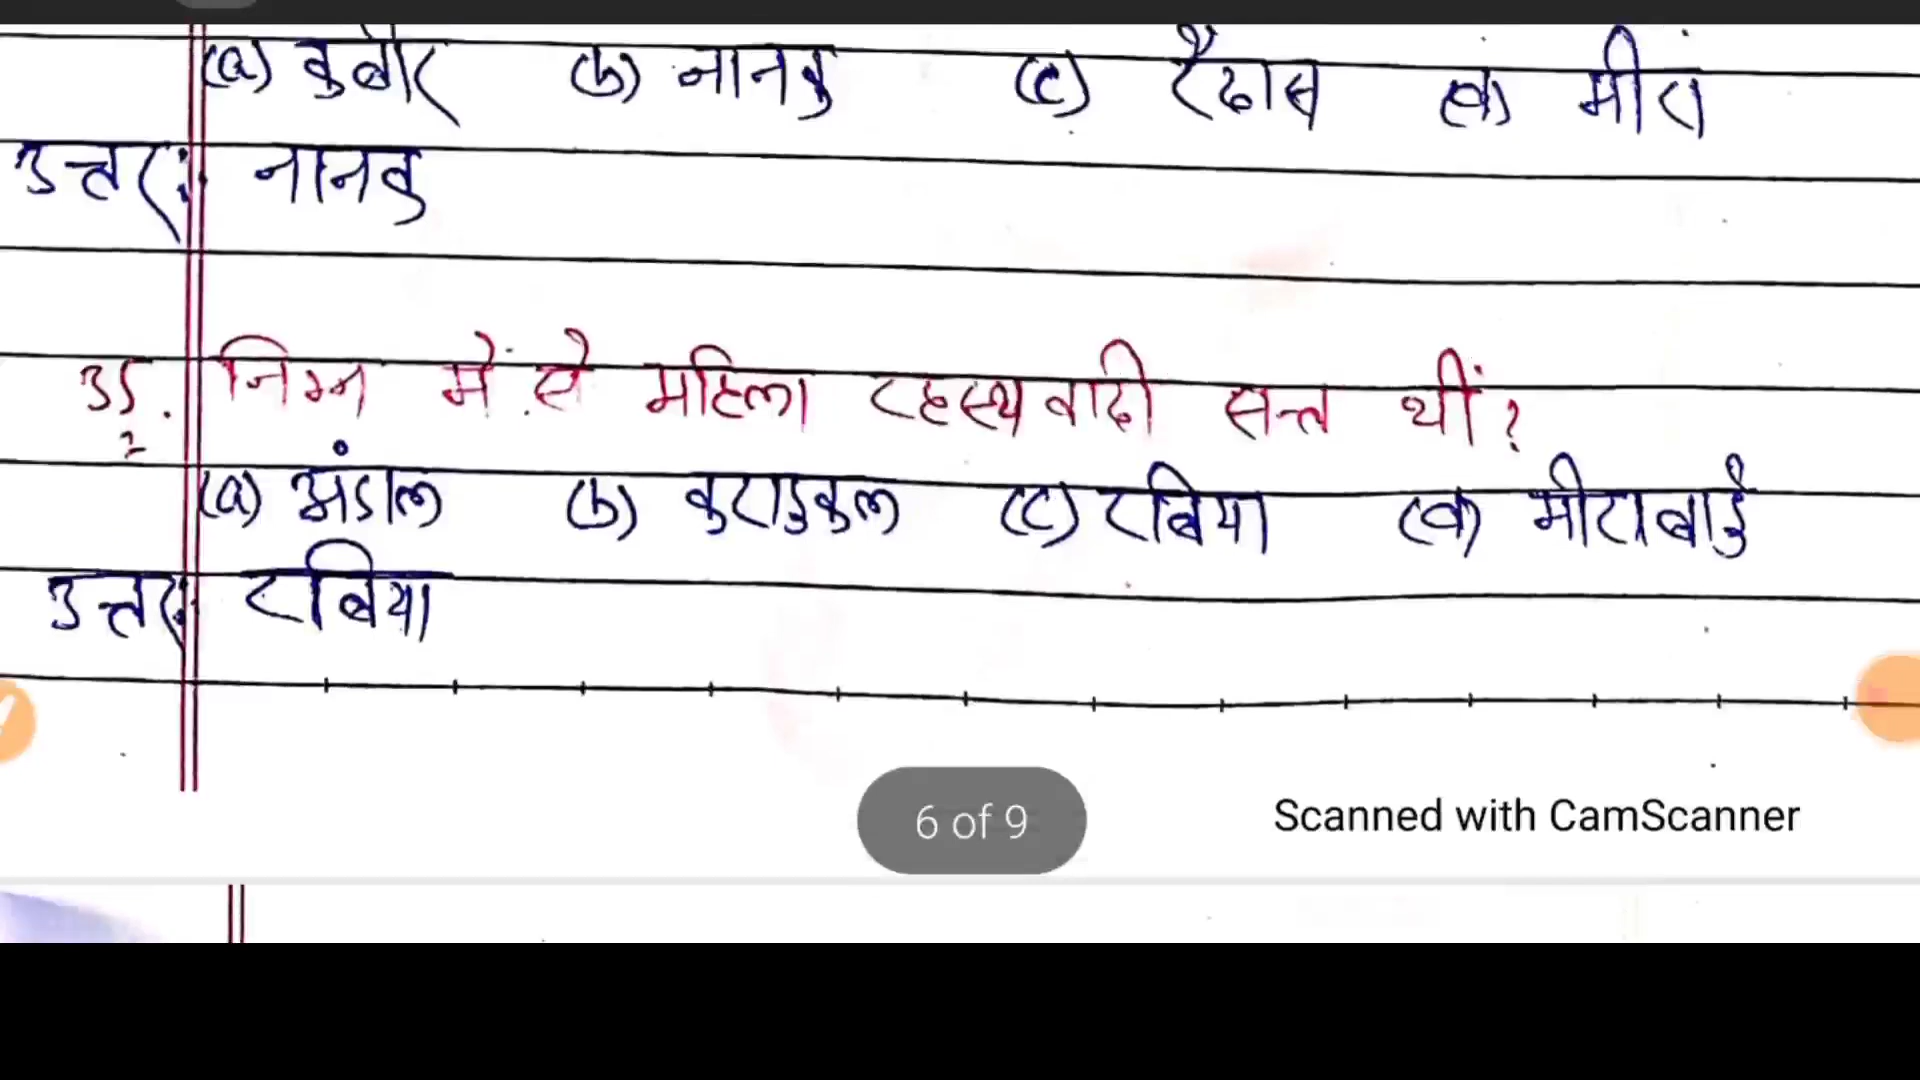 (a) कबीर (b) नानक (c) रैदास (d) मीरा
उत्तर: नानक
35. निम्न में से महिला रहस्यवादी सन्त थीं?
(a) अंडाल (b) कराइकल (c) रबिया (d) मीराबाई
उत्तर: रबिया
6 of 9
Scanned with CamScanner